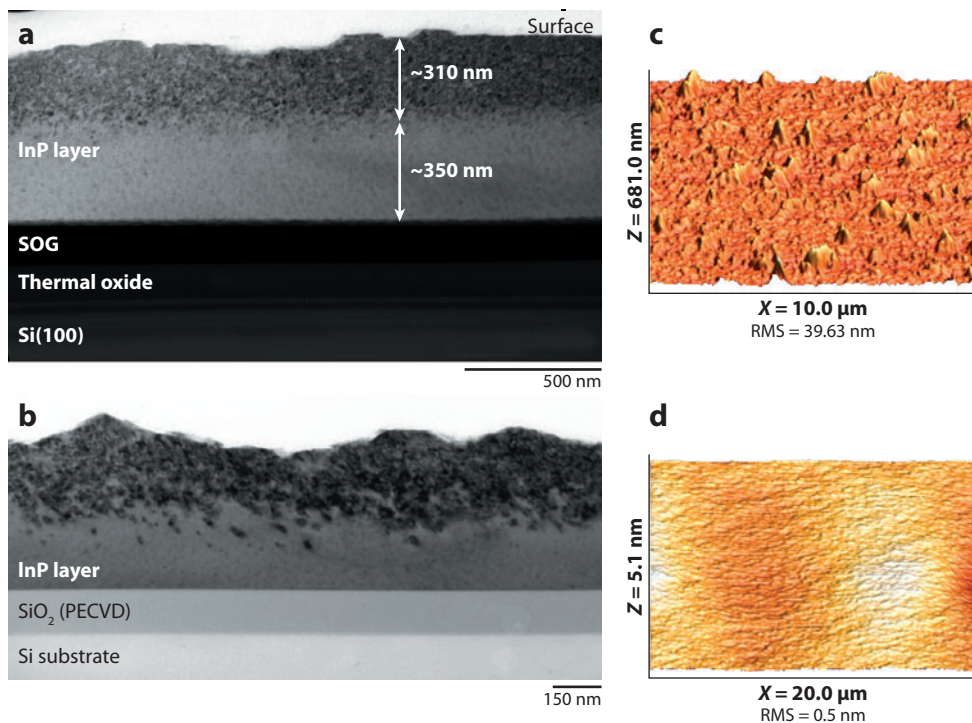 a
Surface
~310 nm
InP layer
~350 nm
SOG
Thermal oxide
Si(100)
500 nm
b
InP layer
SiO2 (PECVD)
Si substrate
150 nm
c
Z = 681.0 nm
X = 10.0 µm
RMS = 39.63 nm
d
Z = 5.1 nm
X = 20.0 µm
RMS = 0.5 nm